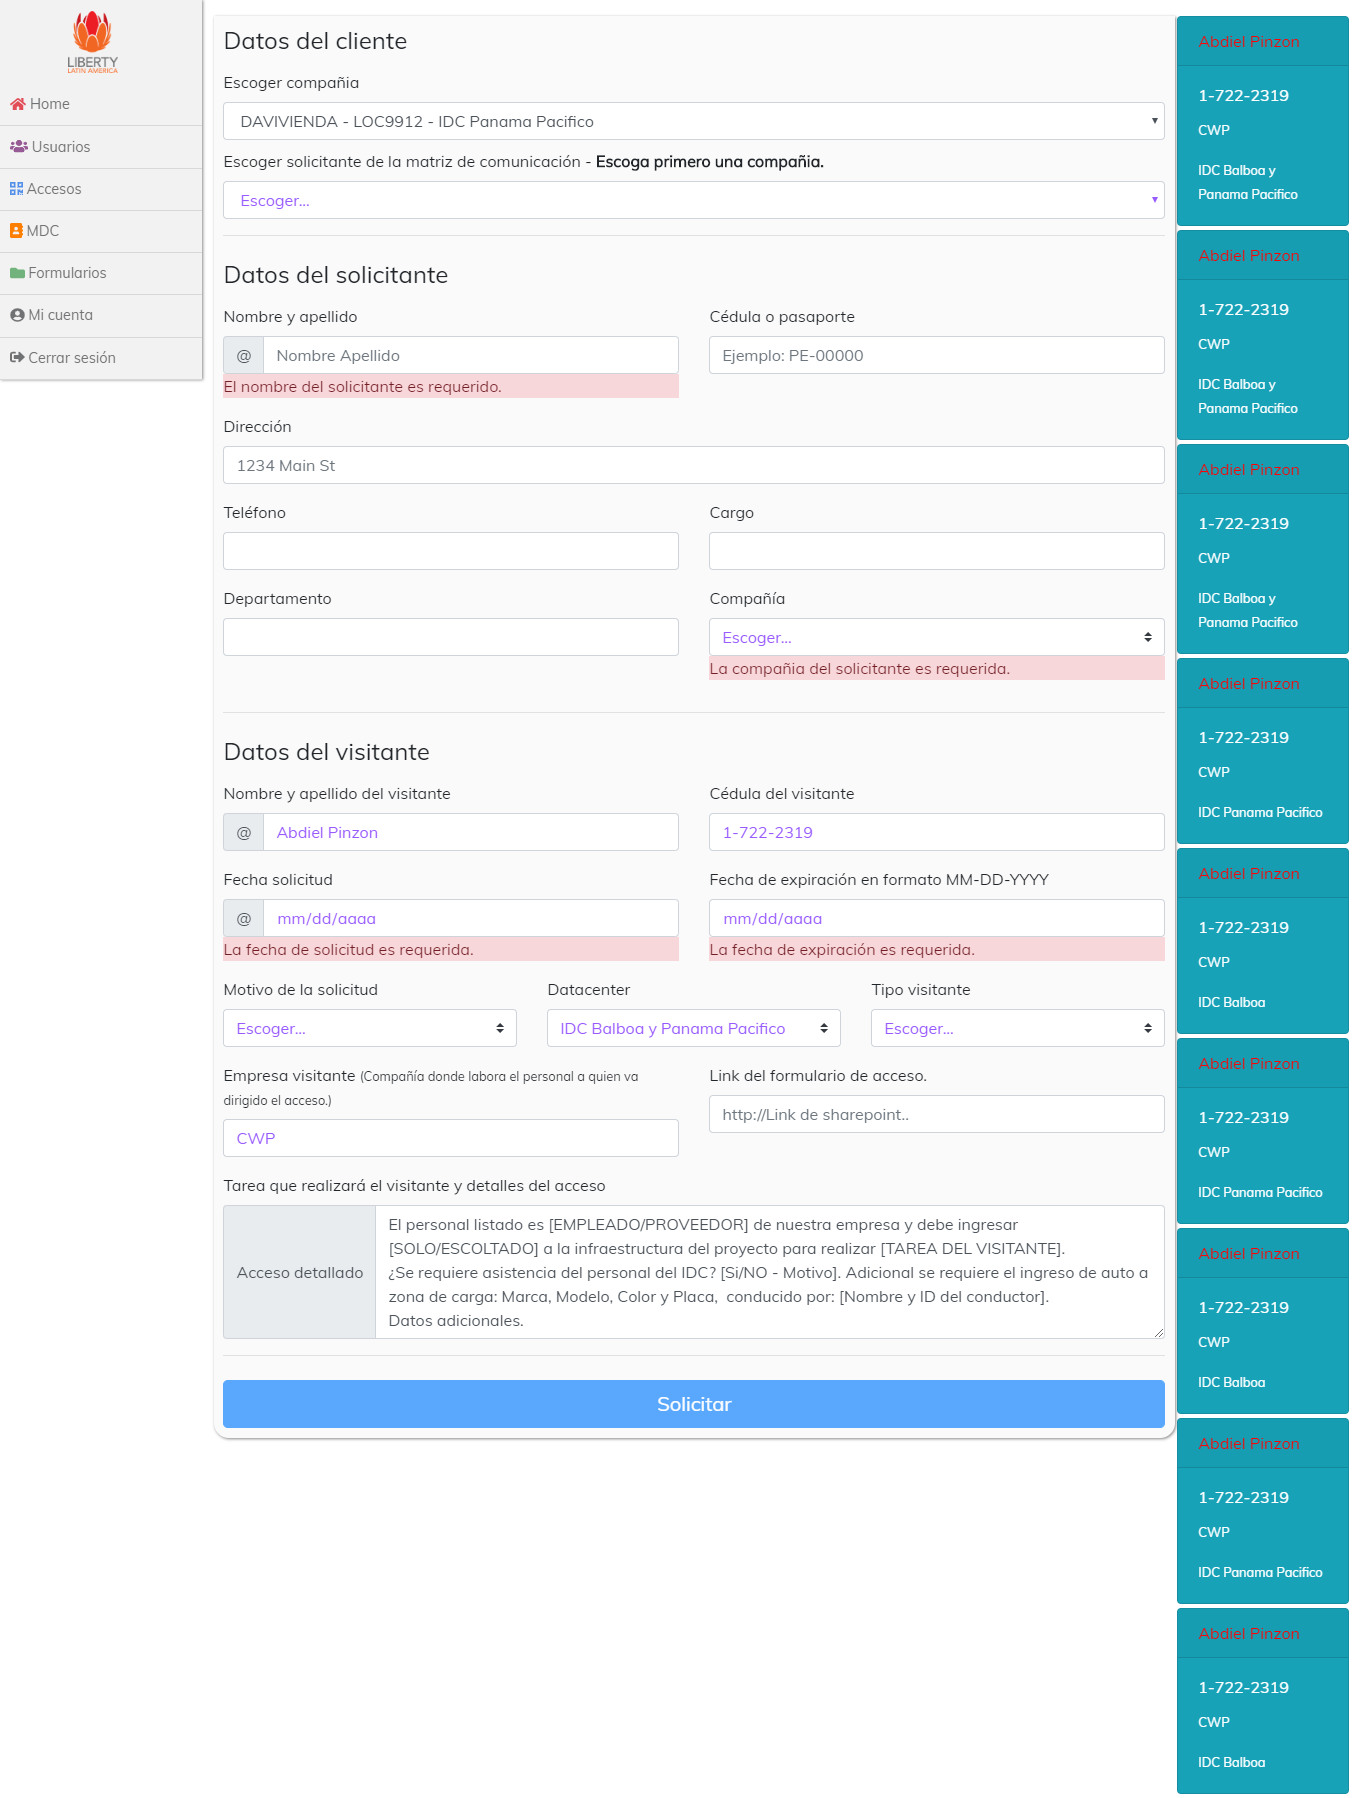 LIBERTY
LATIN AMERICA
Home
Usuarios
Accesos
MDC
Formularios
Mi cuenta
Cerrar sesión
Datos del cliente
Escoger compañia
DAVIVIENDA - LOC9912 - IDC Panama Pacifico
Escoger solicitante de la matriz de comunicación - Escoga primero una compañia.
Escoger...
Datos del solicitante
Nombre y apellido
Cédula o pasaporte
@ Nombre Apellido
Ejemplo: PE-00000
El nombre del solicitante es requerido.
Dirección
1234 Main St
Teléfono
Cargo
Departamento
Compañía
Escoger...
La compañia del solicitante es requerida.
Datos del visitante
Nombre y apellido del visitante
Cédula del visitante
@ Abdiel Pinzon
1-722-2319
Fecha solicitud
Fecha de expiración en formato MM-DD-YYYY
@ mm/dd/aaaa
mm/dd/aaaa
La fecha de solicitud es requerida.
La fecha de expiración es requerida.
Motivo de la solicitud
Datacenter
Tipo visitante
Escoger...
IDC Balboa y Panama Pacifico
Escoger...
Empresa visitante (Compañía donde labora el personal a quien va
dirigido el acceso.)
Link del formulario de acceso.
CWP
http://Link de sharepoint..
Tarea que realizará el visitante y detalles del acceso
Acceso detallado
El personal listado es [EMPLEADO/PROVEEDOR] de nuestra empresa y debe ingresar
[SOLO/ESCOLTADO] a la infraestructura del proyecto para realizar [TAREA DEL VISITANTE].
¿Se requiere asistencia del personal del IDC? [Si/NO - Motivo]. Adicional se requiere el ingreso de auto a
zona de carga: Marca, Modelo, Color y Placa,  conducido por: [Nombre y ID del conductor].
Datos adicionales.
Solicitar
Abdiel Pinzon
1-722-2319
CWP
IDC Balboa y
Panama Pacifico
Abdiel Pinzon
1-722-2319
CWP
IDC Balboa y
Panama Pacifico
Abdiel Pinzon
1-722-2319
CWP
IDC Balboa y
Panama Pacifico
Abdiel Pinzon
1-722-2319
CWP
IDC Panama Pacifico
Abdiel Pinzon
1-722-2319
CWP
IDC Balboa
Abdiel Pinzon
1-722-2319
CWP
IDC Panama Pacifico
Abdiel Pinzon
1-722-2319
CWP
IDC Balboa
Abdiel Pinzon
1-722-2319
CWP
IDC Panama Pacifico
Abdiel Pinzon
1-722-2319
CWP
IDC Balboa